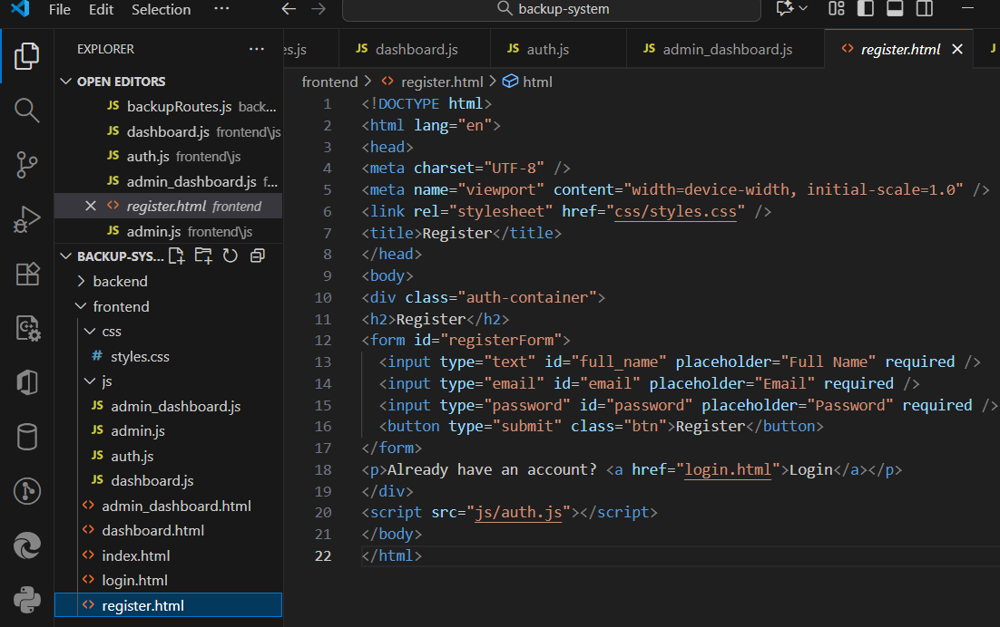 File Edit Selection ··· backup-system
EXPLORER ···
OPEN EDITORS
JS backupRoutes.js back...
JS dashboard.js frontend\js
JS auth.js frontend\js
JS admin_dashboard.js f...
<> register.html frontend
JS admin.js frontend\js
BACKUP-SYS...
backend
frontend
css
# styles.css
js
JS admin_dashboard.js
JS admin.js
JS auth.js
JS dashboard.js
<> admin_dashboard.html
<> dashboard.html
<> index.html
<> login.html
<> register.html
es.js JS dashboard.js JS auth.js JS admin_dashboard.js <> register.html
frontend > <> register.html > html
1 <!DOCTYPE html>
2 <html lang="en">
3 <head>
4 <meta charset="UTF-8" />
5 <meta name="viewport" content="width=device-width, initial-scale=1.0" />
6 <link rel="stylesheet" href="css/styles.css" />
7 <title>Register</title>
8 </head>
9 <body>
10 <div class="auth-container">
11 <h2>Register</h2>
12 <form id="registerForm">
13   <input type="text" id="full_name" placeholder="Full Name" required />
14   <input type="email" id="email" placeholder="Email" required />
15   <input type="password" id="password" placeholder="Password" required />
16   <button type="submit" class="btn">Register</button>
17 </form>
18 <p>Already have an account? <a href="login.html">Login</a></p>
19 </div>
20 <script src="js/auth.js"></script>
21 </body>
22 </html>